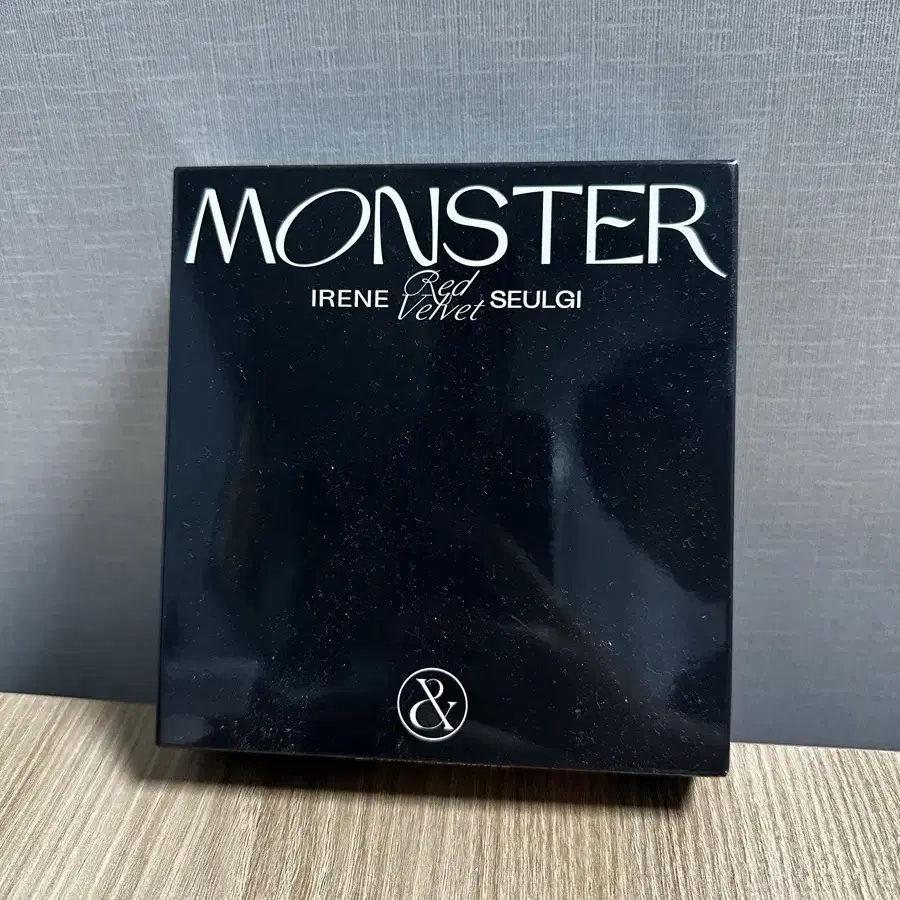 MONSTER
IRENE Red Velvet SEULGI
&